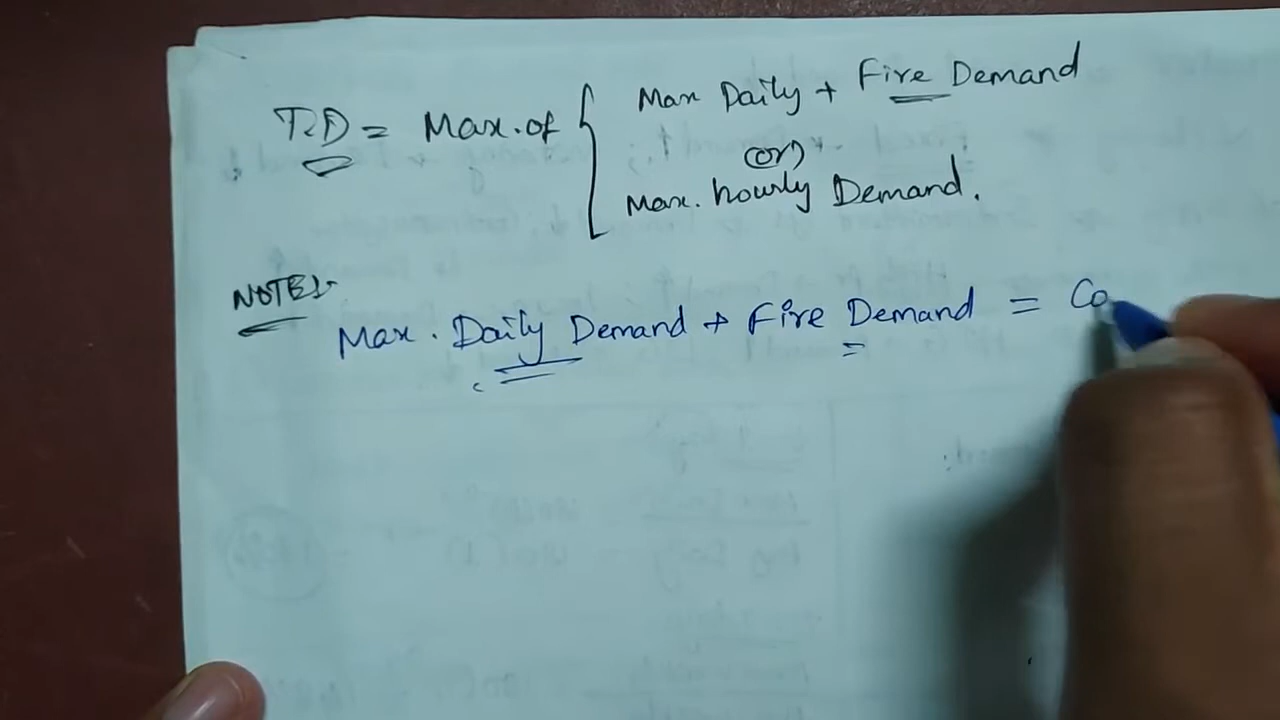 T.D = Max. of { Max Daily + Fire Demand
(or)
Max. hourly Demand.
NOTE:-
Max. Daily Demand + Fire Demand = Co